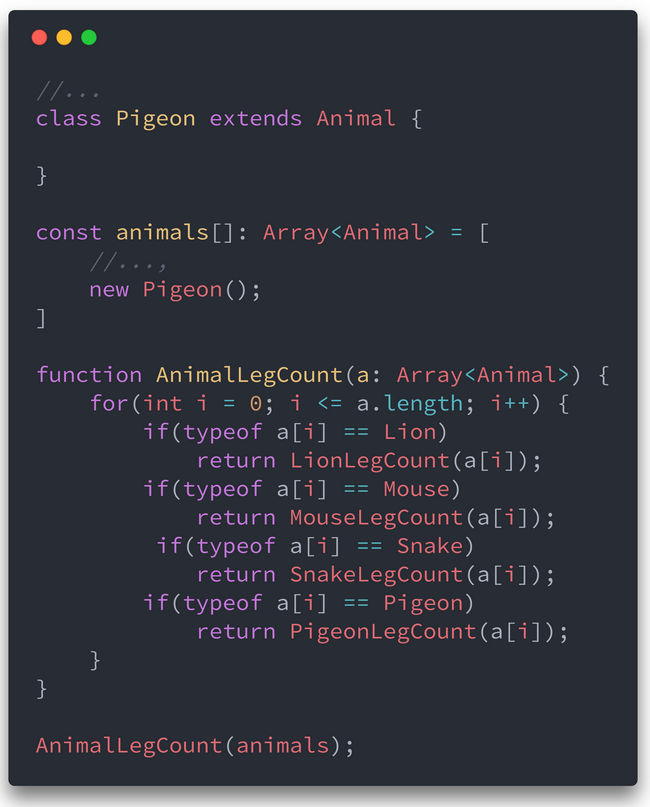 //...
class Pigeon extends Animal {
}
const animals[]: Array<Animal> = [
//...,
new Pigeon();
]
function AnimalLegCount(a: Array<Animal>) {
for(int i = 0; i <= a.length; i++) {
if(typeof a[i] == Lion)
return LionLegCount(a[i]);
if(typeof a[i] == Mouse)
return MouseLegCount(a[i]);
if(typeof a[i] == Snake)
return SnakeLegCount(a[i]);
if(typeof a[i] == Pigeon)
return PigeonLegCount(a[i]);
}
}
AnimalLegCount(animals);